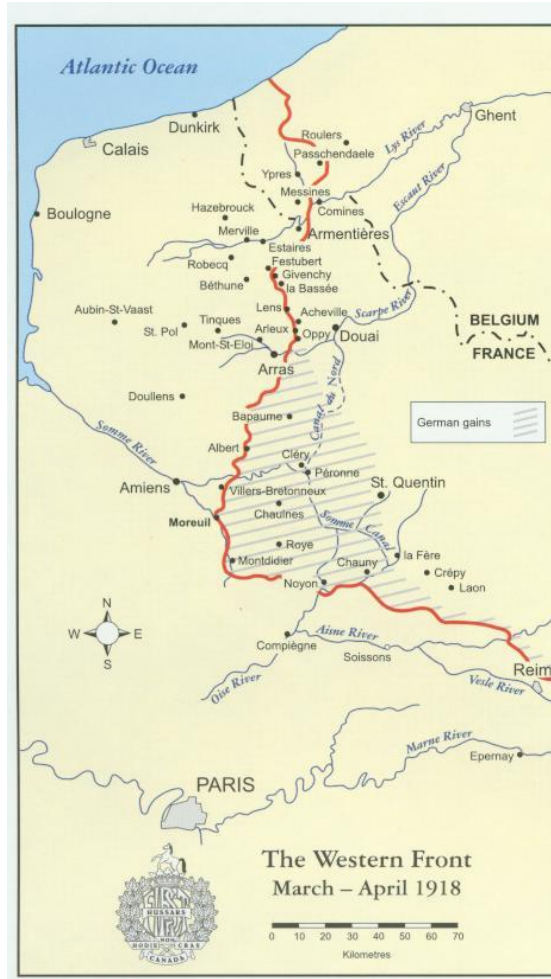 Atlantic Ocean
Dunkirk
Calais
Boulogne
Roulers
Passchendaele
Ypres
Lys River
Ghent
Escaut River
Messines
Comines
Hazebrouck
Armentières
Merville
Estaires
Robecq
Festubert
Givenchy
Béthune
la Bassée
Aubin-St-Vaast
St. Pol
Tinques
Lens
Acheville
Arleux
Oppy
Mont-St-Eloi
Douai
Scarpe River
BELGIUM
FRANCE
Arras
Canal du Nord
Doullens
Bapaume
German gains
Somme River
Albert
Cléry
Péronne
Amiens
Villers-Bretonneux
St. Quentin
Chaulnes
Somme Canal
Moreuil
Roye
Montdidier
la Fère
Chauny
Crépy
Noyon
Laon
N
W
E
S
Compiègne
Aisne River
Soissons
Reim
Oise River
Vesle River
Marne River
Epernay
PARIS
The Western Front
March – April 1918
HUSSARS
CANADA
0 10 20 30 40 50 60 70
Kilometres